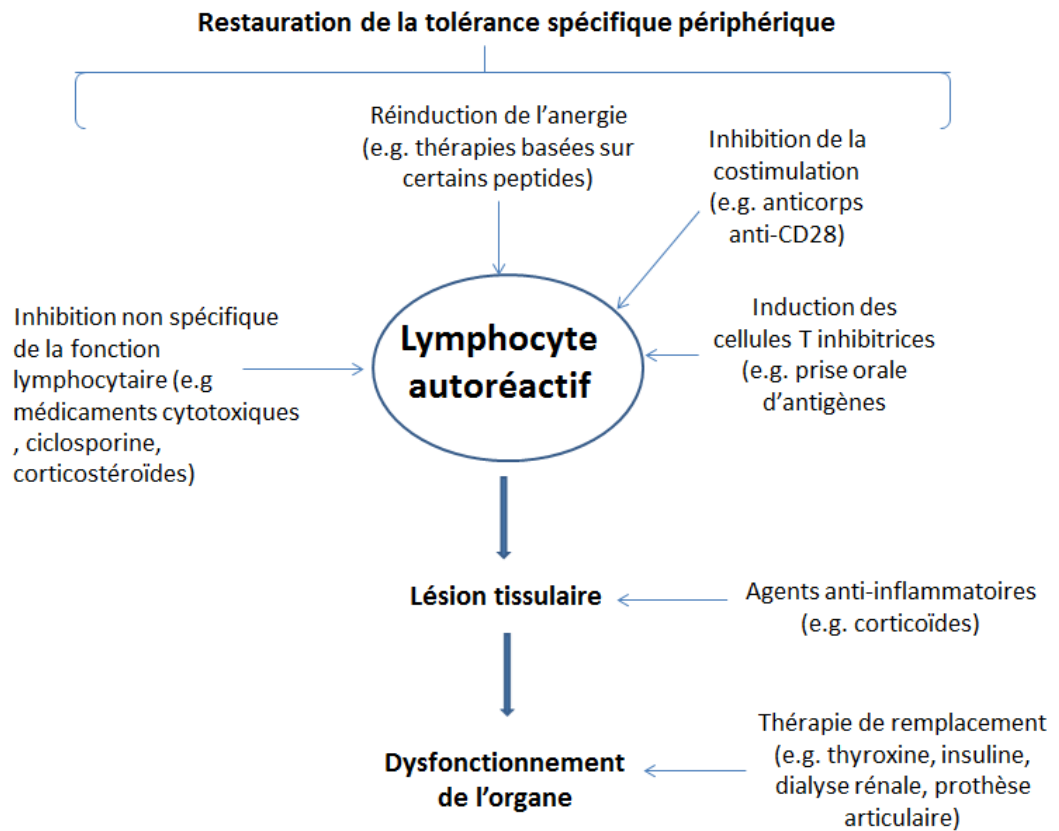 Restauration de la tolérance spécifique périphérique
Réinduction de l'anergie
(e.g. thérapies basées sur
certains peptides)
Inhibition de la
costimulation
(e.g. anticorps
anti-CD28)
Inhibition non spécifique
de la fonction
lymphocytaire (e.g
médicaments cytotoxiques
, ciclosporine,
corticostéroïdes)
Lymphocyte
autoréactif
Induction des
cellules T inhibitrices
(e.g. prise orale
d'antigènes
Lésion tissulaire
Agents anti-inflammatoires
(e.g. corticoïdes)
Dysfonctionnement
de l'organe
Thérapie de remplacement
(e.g. thyroxine, insuline,
dialyse rénale, prothèse
articulaire)